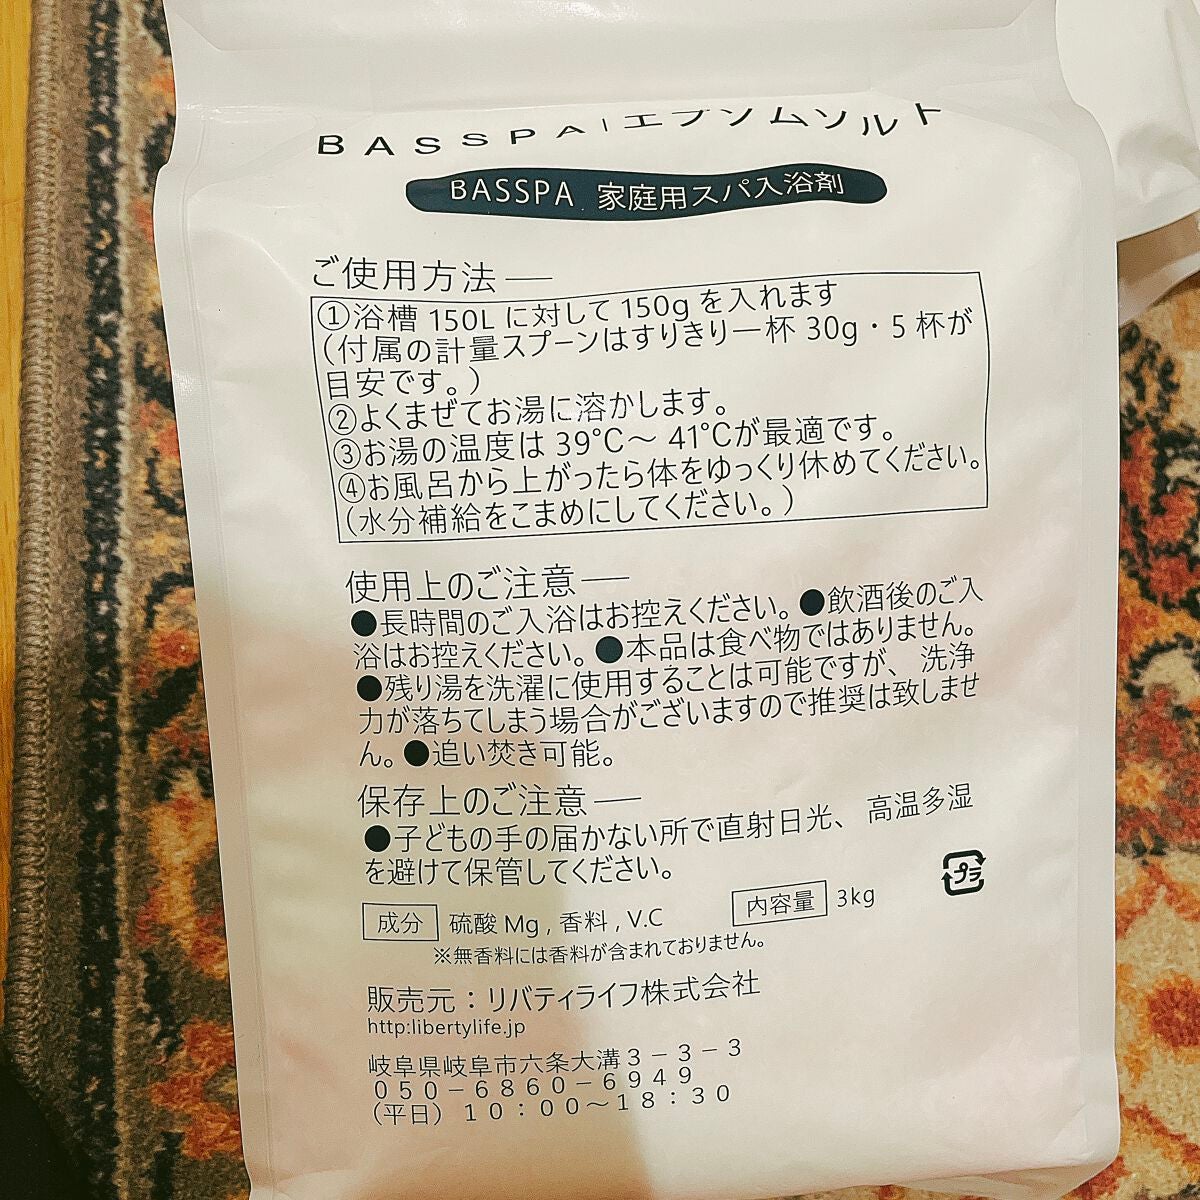 BASSPA|エプソムソルト
BASSPA 家庭用スパ入浴剤
ご使用方法―
①浴槽 150L に対して 150g を入れます
(付属の計量スプーンはすりきり一杯 30g・5 杯が
目安です。)
②よくまぜてお湯に溶かします。
③お湯の温度は 39℃～ 41℃が最適です。
④お風呂から上がったら体をゆっくり休めてください。
(水分補給をこまめにしてください。)
使用上のご注意―
●長時間のご入浴はお控えください。●飲酒後のご入
浴はお控えください。●本品は食べ物ではありません。
●残り湯を洗濯に使用することは可能ですが、洗浄
力が落ちてしまう場合がございますので推奨は致しませ
ん。●追い焚き可能。
保存上のご注意―
●子どもの手の届かない所で直射日光、高温多湿
を避けて保管してください。
プラ
成分 硫酸 Mg , 香料 , V.C 内容量 3kg
※無香料には香料が含まれておりません。
販売元：リバティライフ株式会社
http:libertylife.jp
岐阜県岐阜市六条大溝３－３－３
０５０－６８６０－６９４９
(平日) １０：００～１８：３０